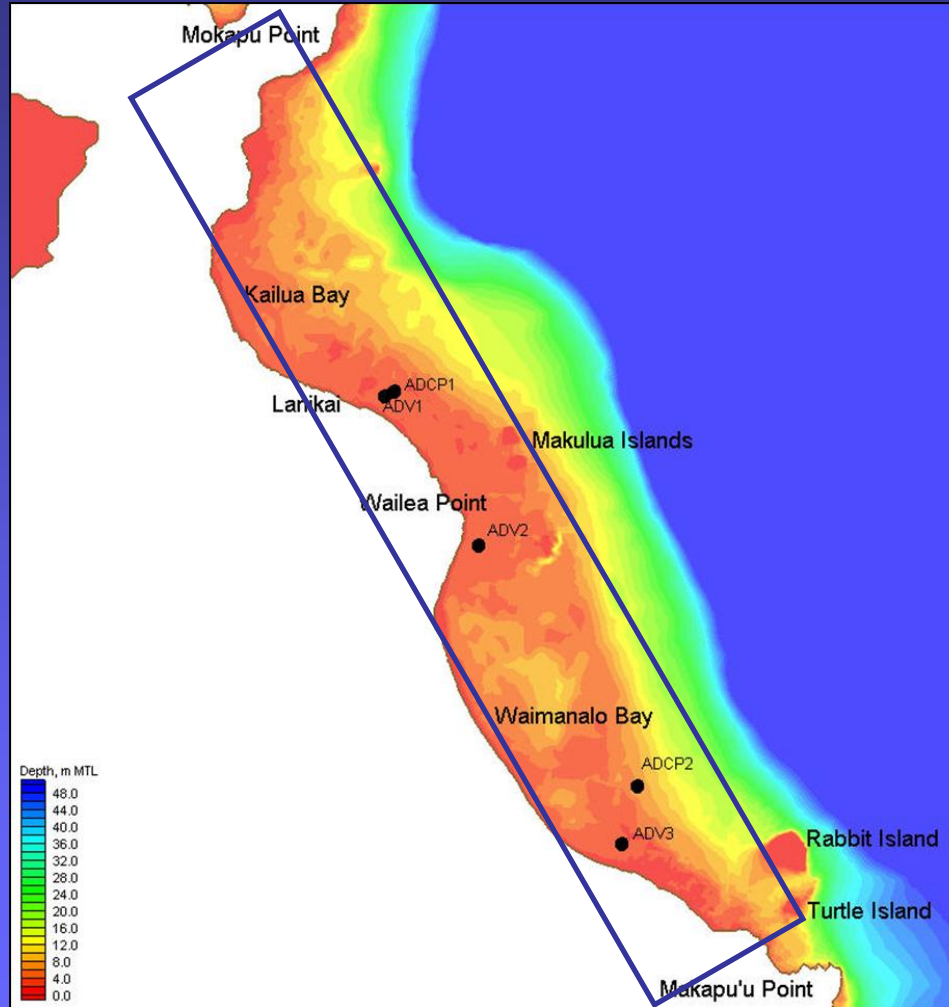 Mokapu Point
Kailua Bay
ADCP1
Lanikai
ADV1
Makulua Islands
Wailea Point
ADV2
Waimanalo Bay
ADCP2
Depth, m MTL
48.0
44.0
40.0
36.0
32.0
28.0
24.0
20.0
16.0
12.0
8.0
4.0
0.0
ADV3
Rabbit Island
Turtle Island
Makapu'u Point